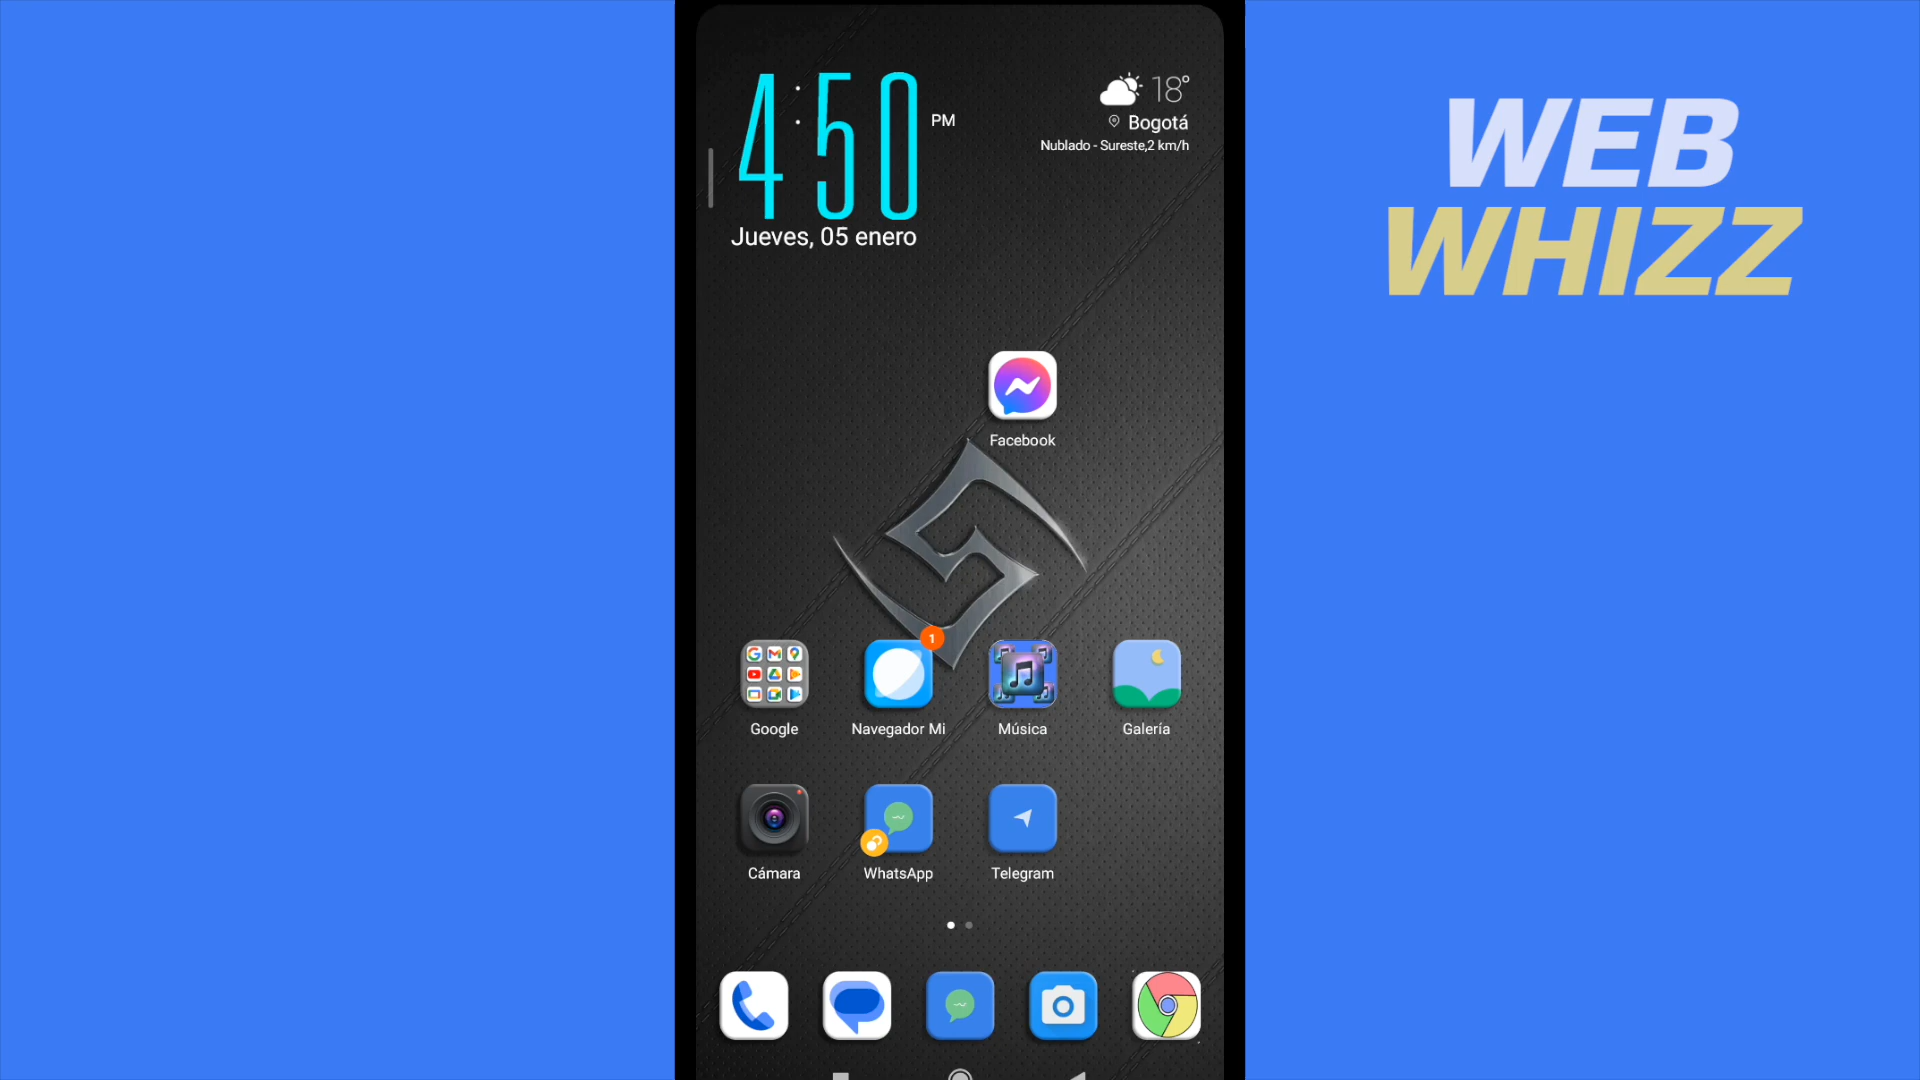 4:50 PM
18°
Bogotá
Nublado - Sureste,2 km/h
Jueves, 05 enero
WEB
WHIZZ
Facebook
1
Google
Navegador Mi
Música
Galería
Cámara
WhatsApp
Telegram